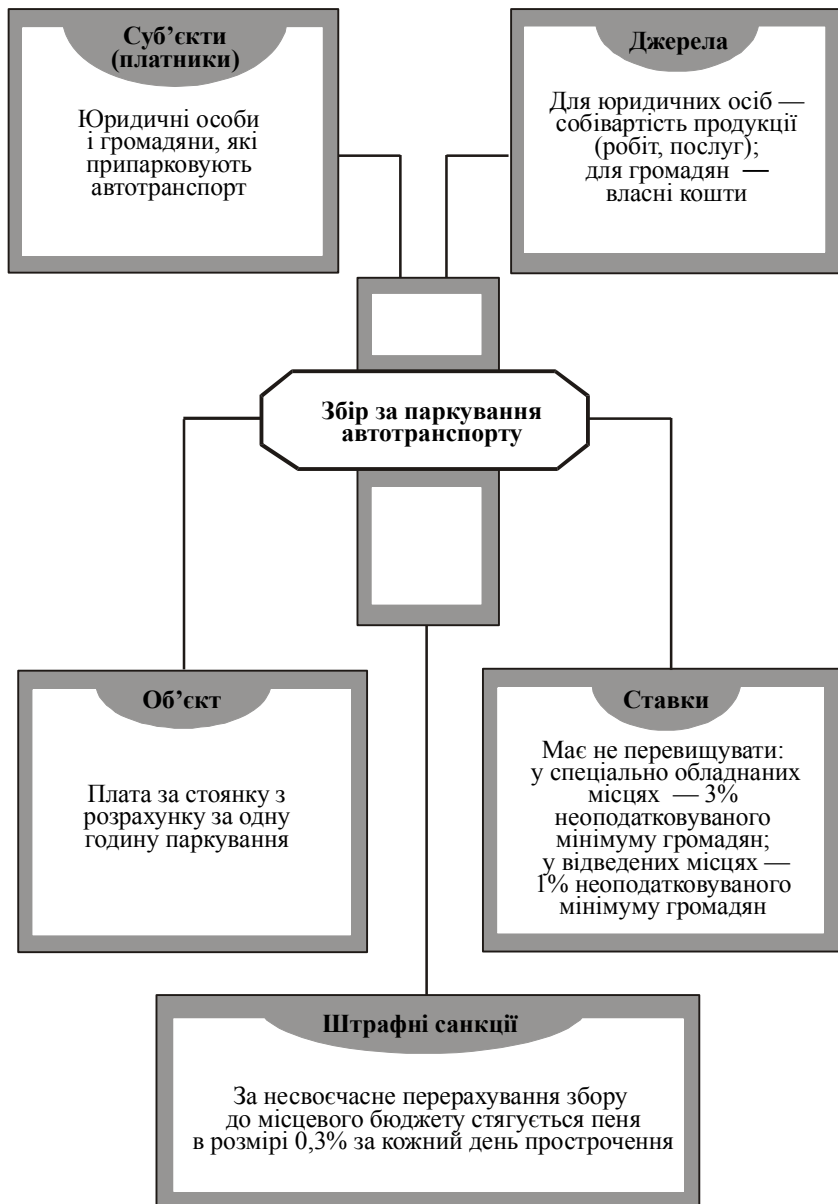 Суб’єкти
(платники)
Юридичні особи
і громадяни, які
припарковують
автотранспорт
Джерела
Для юридичних осіб —
собівартість продукції
(робіт, послуг);
для громадян —
власні кошти
Збір за паркування
автотранспорту
Об’єкт
Плата за стоянку з
розрахунку за одну
годину паркування
Ставки
Має не перевищувати:
у спеціально обладнаних
місцях — 3%
неоподатковуваного
мінімуму громадян;
у відведених місцях —
1% неоподатковуваного
мінімуму громадян
Штрафні санкції
За несвоєчасне перерахування збору
до місцевого бюджету стягується пеня
в розмірі 0,3% за кожний день прострочення